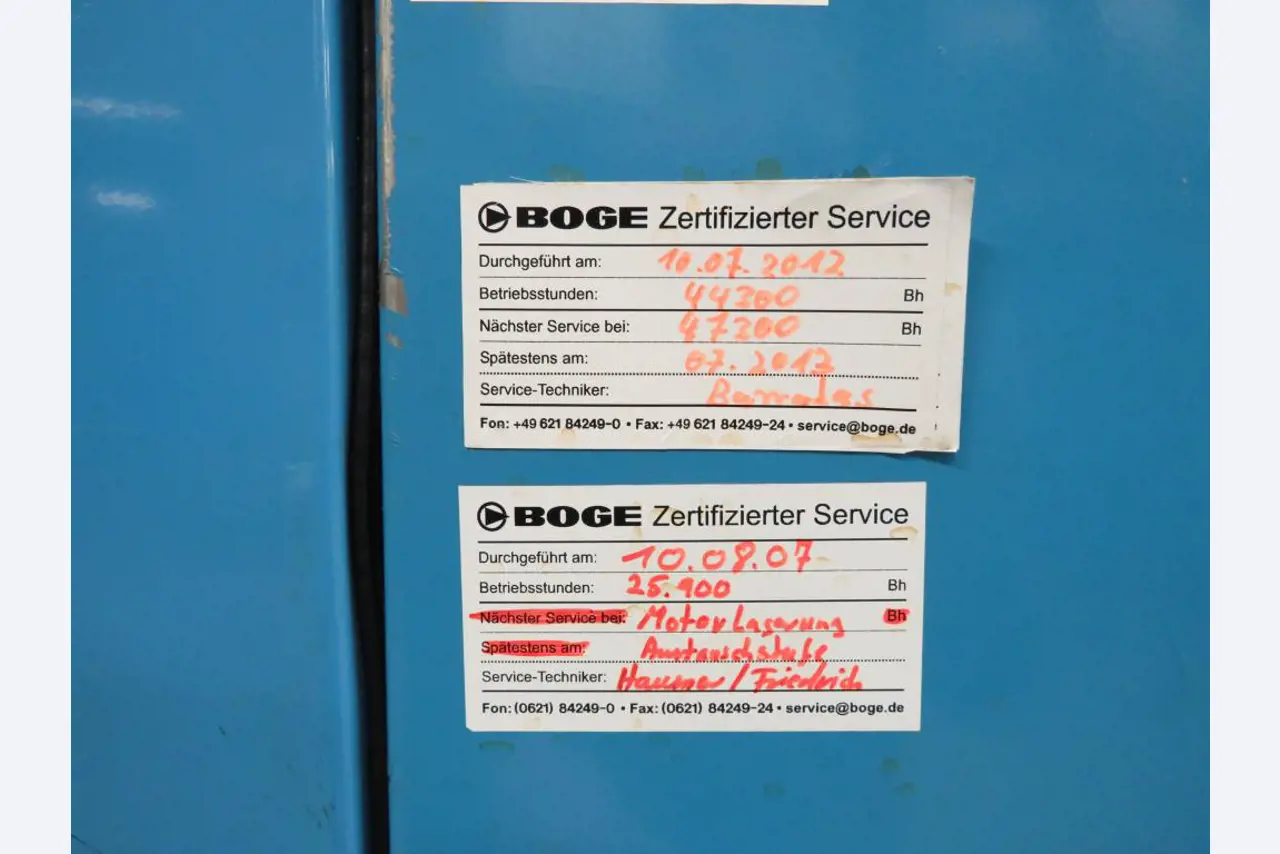 BOGE Zertifizierter Service
Durchgeführt am: 10.07.2012
Betriebsstunden: 44300 Bh
Nächster Service bei: 47300 Bh
Spätestens am: 07.2013
Service-Techniker: Barradas
Fon: +49 621 84249-0 • Fax: +49 621 84249-24 • service@boge.de
BOGE Zertifizierter Service
Durchgeführt am: 10.08.07
Betriebsstunden: 25.900 Bh
Nächster Service bei: Motorlagerung Bh
Spätestens am: Austauschstufe
Service-Techniker: Hausner / Friedrich
Fon: (0621) 84249-0 • Fax: (0621) 84249-24 • service@boge.de